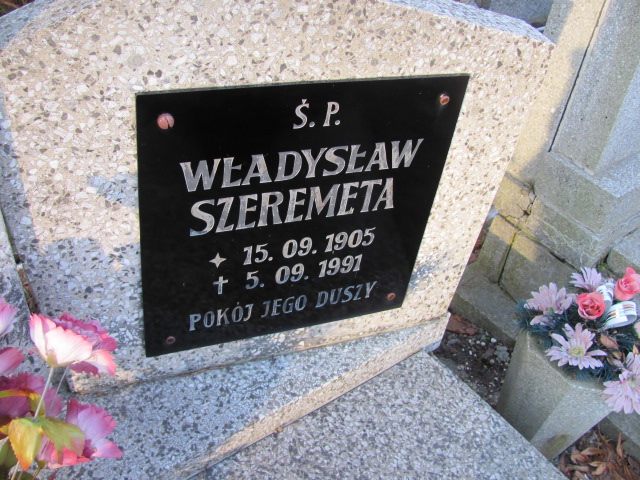 Ś. P.
WŁADYSŁAW
SZEREMETA
✦ 15. 09. 1905
✝ 5. 09. 1991
POKÓJ JEGO DUSZY